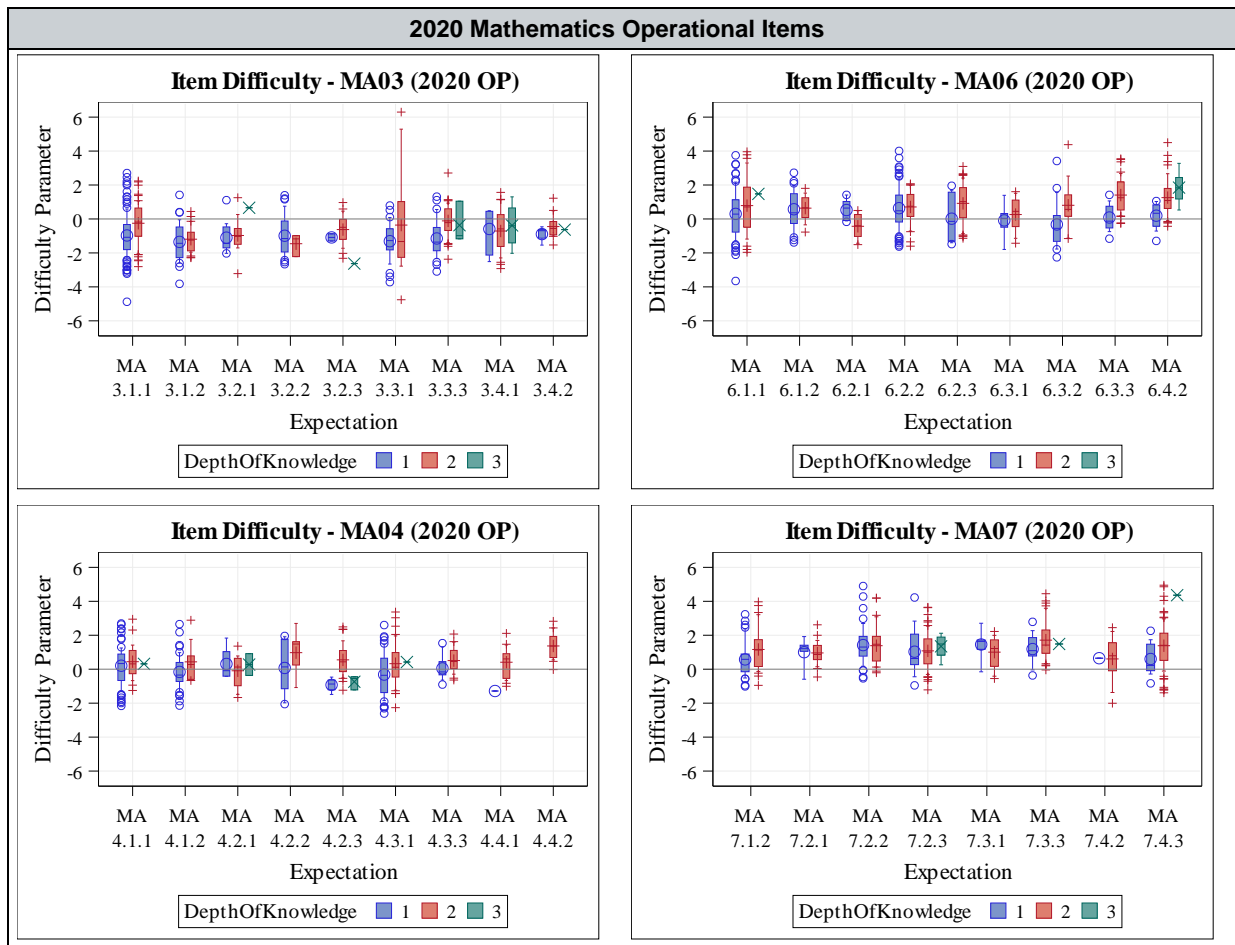 2020 Mathematics Operational Items
Item Difficulty - MA03 (2020 OP)
Difficulty Parameter
6
4
2
0
-2
-4
-6
MA MA MA MA MA MA MA MA MA
3.1.1 3.1.2 3.2.1 3.2.2 3.2.3 3.3.1 3.3.3 3.4.1 3.4.2
Expectation
DepthOfKnowledge 1 2 3
Item Difficulty - MA06 (2020 OP)
Difficulty Parameter
6
4
2
0
-2
-4
-6
MA MA MA MA MA MA MA MA MA
6.1.1 6.1.2 6.2.1 6.2.2 6.2.3 6.3.1 6.3.2 6.3.3 6.4.2
Expectation
DepthOfKnowledge 1 2 3
Item Difficulty - MA04 (2020 OP)
Difficulty Parameter
6
4
2
0
-2
-4
-6
MA MA MA MA MA MA MA MA MA
4.1.1 4.1.2 4.2.1 4.2.2 4.2.3 4.3.1 4.3.3 4.4.1 4.4.2
Expectation
DepthOfKnowledge 1 2 3
Item Difficulty - MA07 (2020 OP)
Difficulty Parameter
6
4
2
0
-2
-4
-6
MA MA MA MA MA MA MA MA
7.1.2 7.2.1 7.2.2 7.2.3 7.3.1 7.3.3 7.4.2 7.4.3
Expectation
DepthOfKnowledge 1 2 3